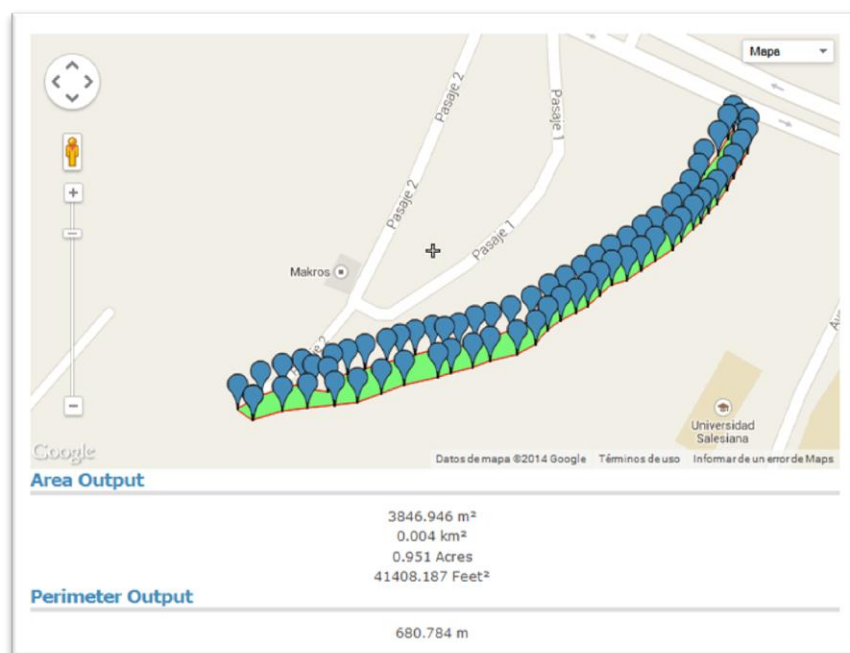 Mapa
Pasaje 2
Pasaje 1
Pasaje 2
Pasaje 1
Makros
Universidad
Salesiana
Google
Datos de mapa ©2014 Google
Términos de uso
Informar de un error de Maps
Area Output
3846.946 m²
0.004 km²
0.951 Acres
41408.187 Feet²
Perimeter Output
680.784 m